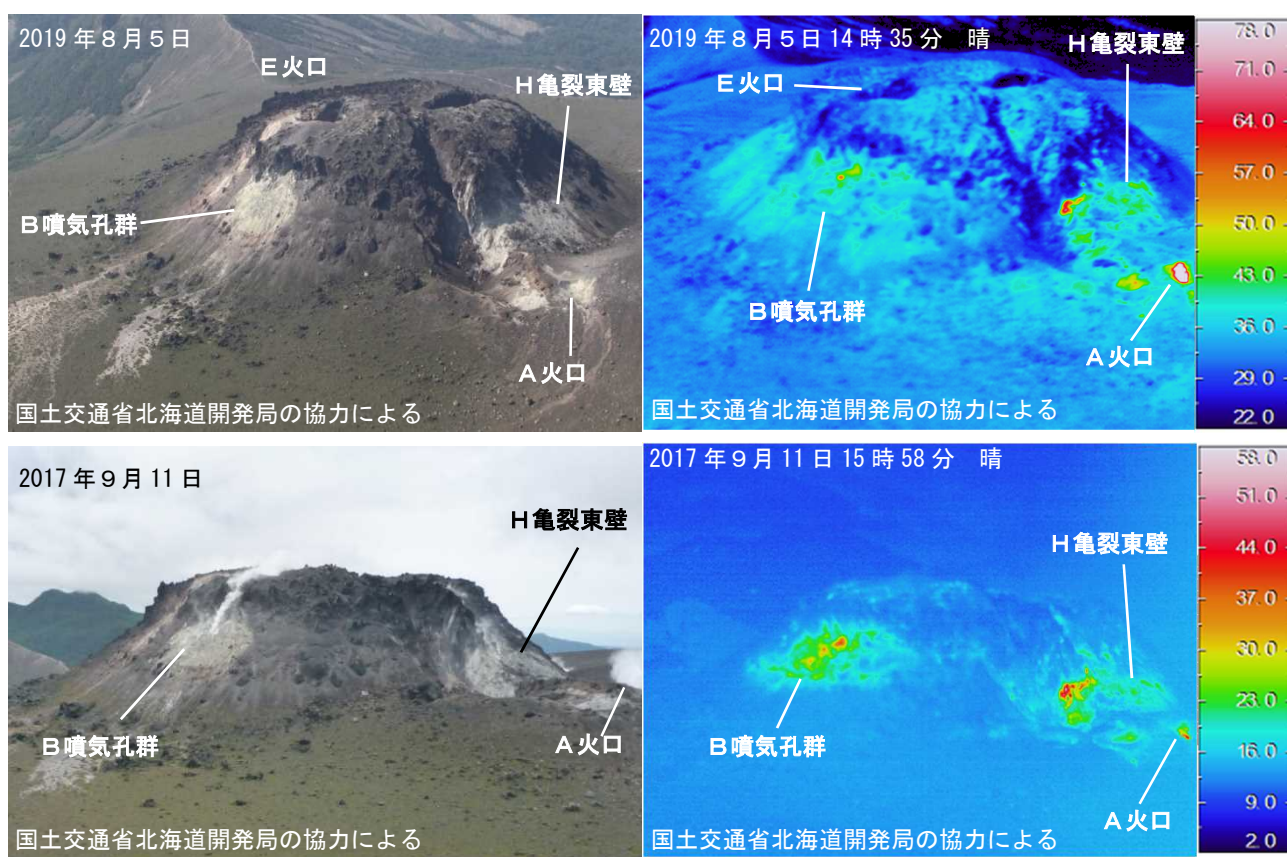 2019年8月5日
E火口
H亀裂東壁
B噴気孔群
A火口
国土交通省北海道開発局の協力による
2019年8月5日14時35分　晴
H亀裂東壁
E火口
B噴気孔群
A火口
国土交通省北海道開発局の協力による
78.0
71.0
64.0
57.0
50.0
43.0
36.0
29.0
22.0
2017年9月11日
H亀裂東壁
B噴気孔群
A火口
国土交通省北海道開発局の協力による
2017年9月11日15時58分　晴
H亀裂東壁
B噴気孔群
A火口
国土交通省北海道開発局の協力による
58.0
51.0
44.0
37.0
30.0
23.0
16.0
9.0
2.0